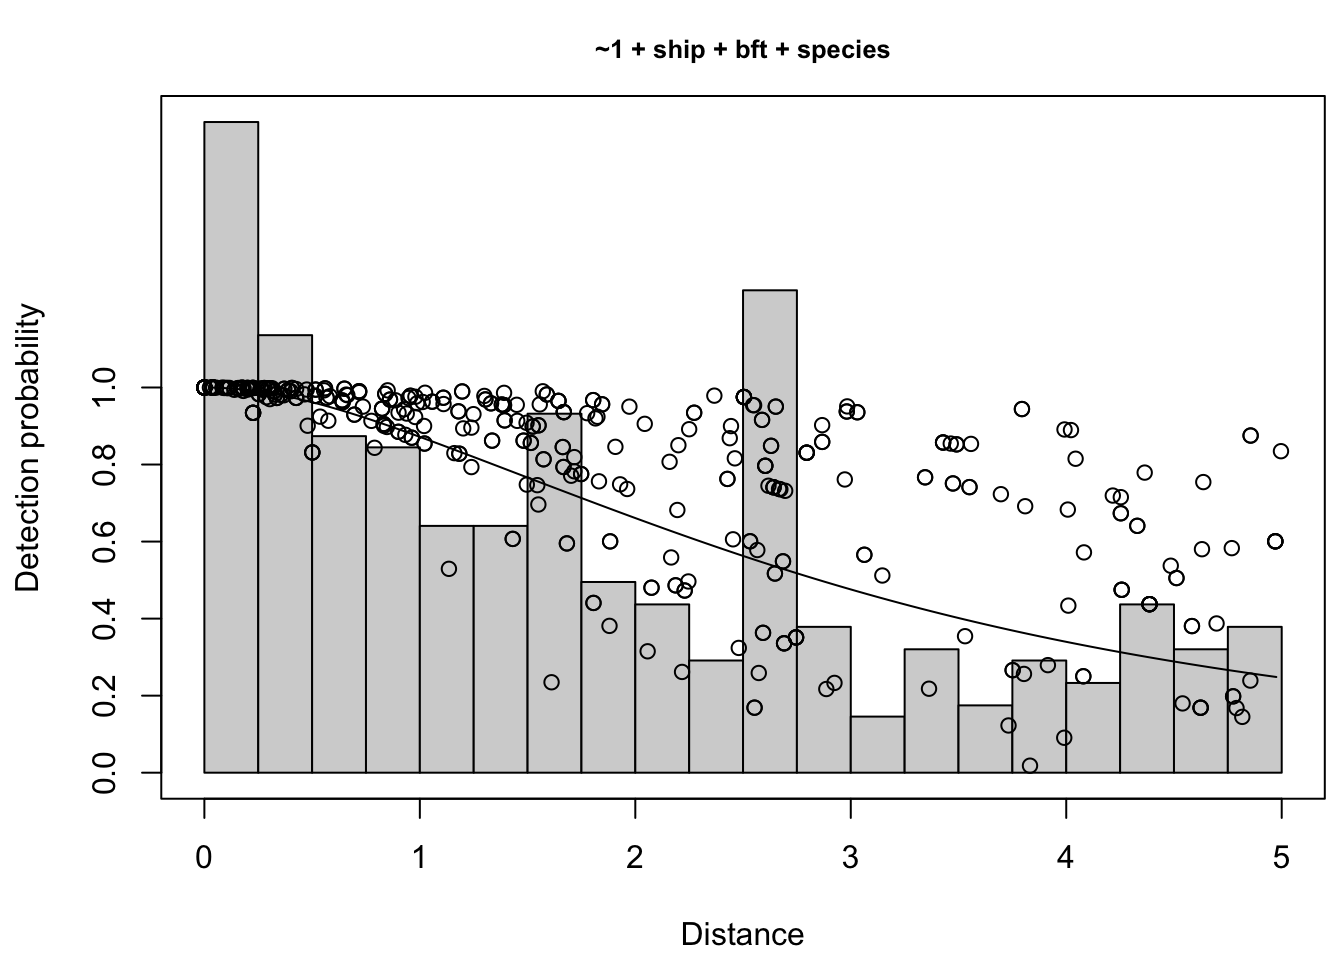 ~1 + ship + bft + species
Detection probability
1.0
0.8
0.6
0.4
0.2
0.0
0 1 2 3 4 5
Distance